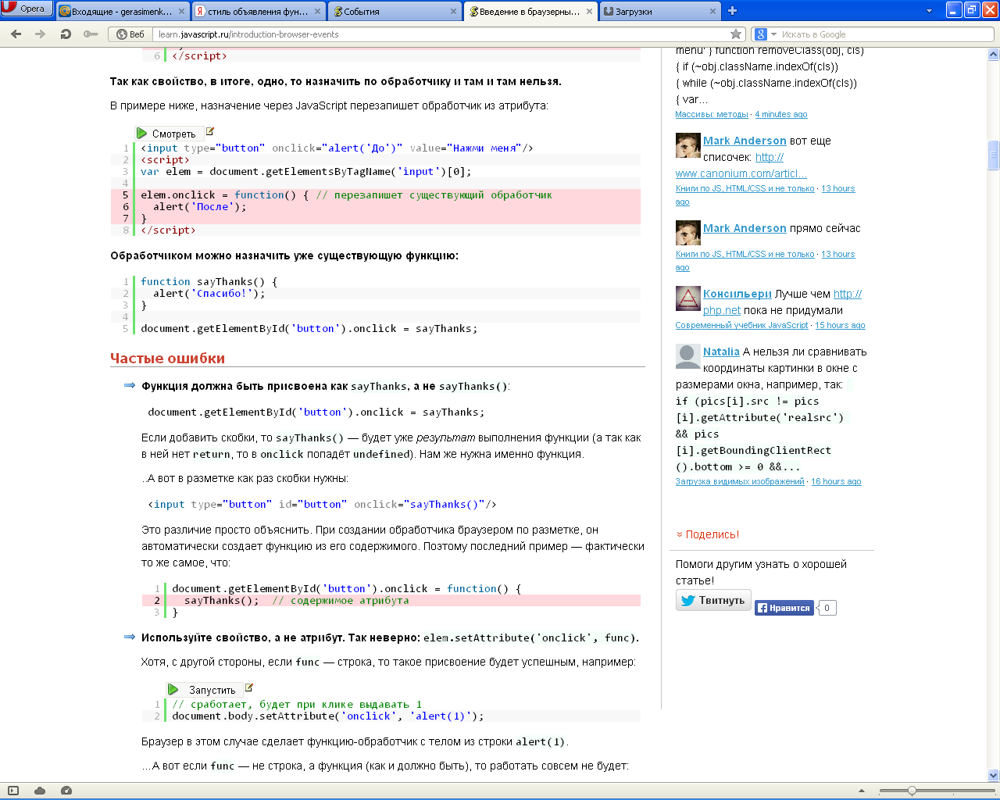 Opera
Входящие - gerasimenk...
стиль объявления фун...
События
Введение в браузерны...
Загрузки
Веб
learn.javascript.ru/introduction-browser-events
Искать в Google
6 </script>
Так как свойство, в итоге, одно, то назначить по обработчику и там и там нельзя.
В примере ниже, назначение через JavaScript перезапишет обработчик из атрибута:
Смотреть
1 <input type="button" onclick="alert('До')" value="Нажми меня"/>
2 <script>
3 var elem = document.getElementsByTagName('input')[0];
4
5 elem.onclick = function() { // перезапишет существующий обработчик
6 alert('После');
7 }
8 </script>
Обработчиком можно назначить уже существующую функцию:
1 function sayThanks() {
2 alert('Спасибо!');
3 }
4
5 document.getElementById('button').onclick = sayThanks;
Частые ошибки
Функция должна быть присвоена как sayThanks, а не sayThanks():
document.getElementById('button').onclick = sayThanks;
Если добавить скобки, то sayThanks() — будет уже результат выполнения функции (а так как
в ней нет return, то в onclick попадёт undefined). Нам же нужна именно функция.
..А вот в разметке как раз скобки нужны:
<input type="button" id="button" onclick="sayThanks()"/>
Это различие просто объяснить. При создании обработчика браузером по разметке, он
автоматически создает функцию из его содержимого. Поэтому последний пример — фактически
то же самое, что:
1 document.getElementById('button').onclick = function() {
2 sayThanks(); // содержимое атрибута
3 }
Используйте свойство, а не атрибут. Так неверно: elem.setAttribute('onclick', func).
Хотя, с другой стороны, если func — строка, то такое присвоение будет успешным, например:
Запустить
1 // сработает, будет при клике выдавать 1
2 document.body.setAttribute('onclick', 'alert(1)');
Браузер в этом случае сделает функцию-обработчик с телом из строки alert(1).
...А вот если func — не строка, а функция (как и должно быть), то работать совсем не будет:
menu' } function removeClass(obj, cls)
{ if (~obj.className.indexOf(cls))
{ while (~obj.className.indexOf(cls))
{ var...
Массивы: методы · 4 minutes ago
Mark Anderson вот еще
списочек: http://
www.canonium.com/articl...
Книги по JS, HTML/CSS и не только · 13 hours
ago
Mark Anderson прямо сейчас
Книги по JS, HTML/CSS и не только · 13 hours
ago
Консильери Лучше чем http://
php.net пока не придумали
Современный учебник JavaScript · 15 hours ago
Natalia А нельзя ли сравнивать
координаты картинки в окне с
размерами окна, например, так:
if (pics[i].src != pics
[i].getAttribute('realsrc')
&& pics
[i].getBoundingClientRect
().bottom >= 0 &&...
Загрузка видимых изображений · 16 hours ago
Поделись!
Помоги другим узнать о хорошей
статье!
Твитнуть
Нравится 0